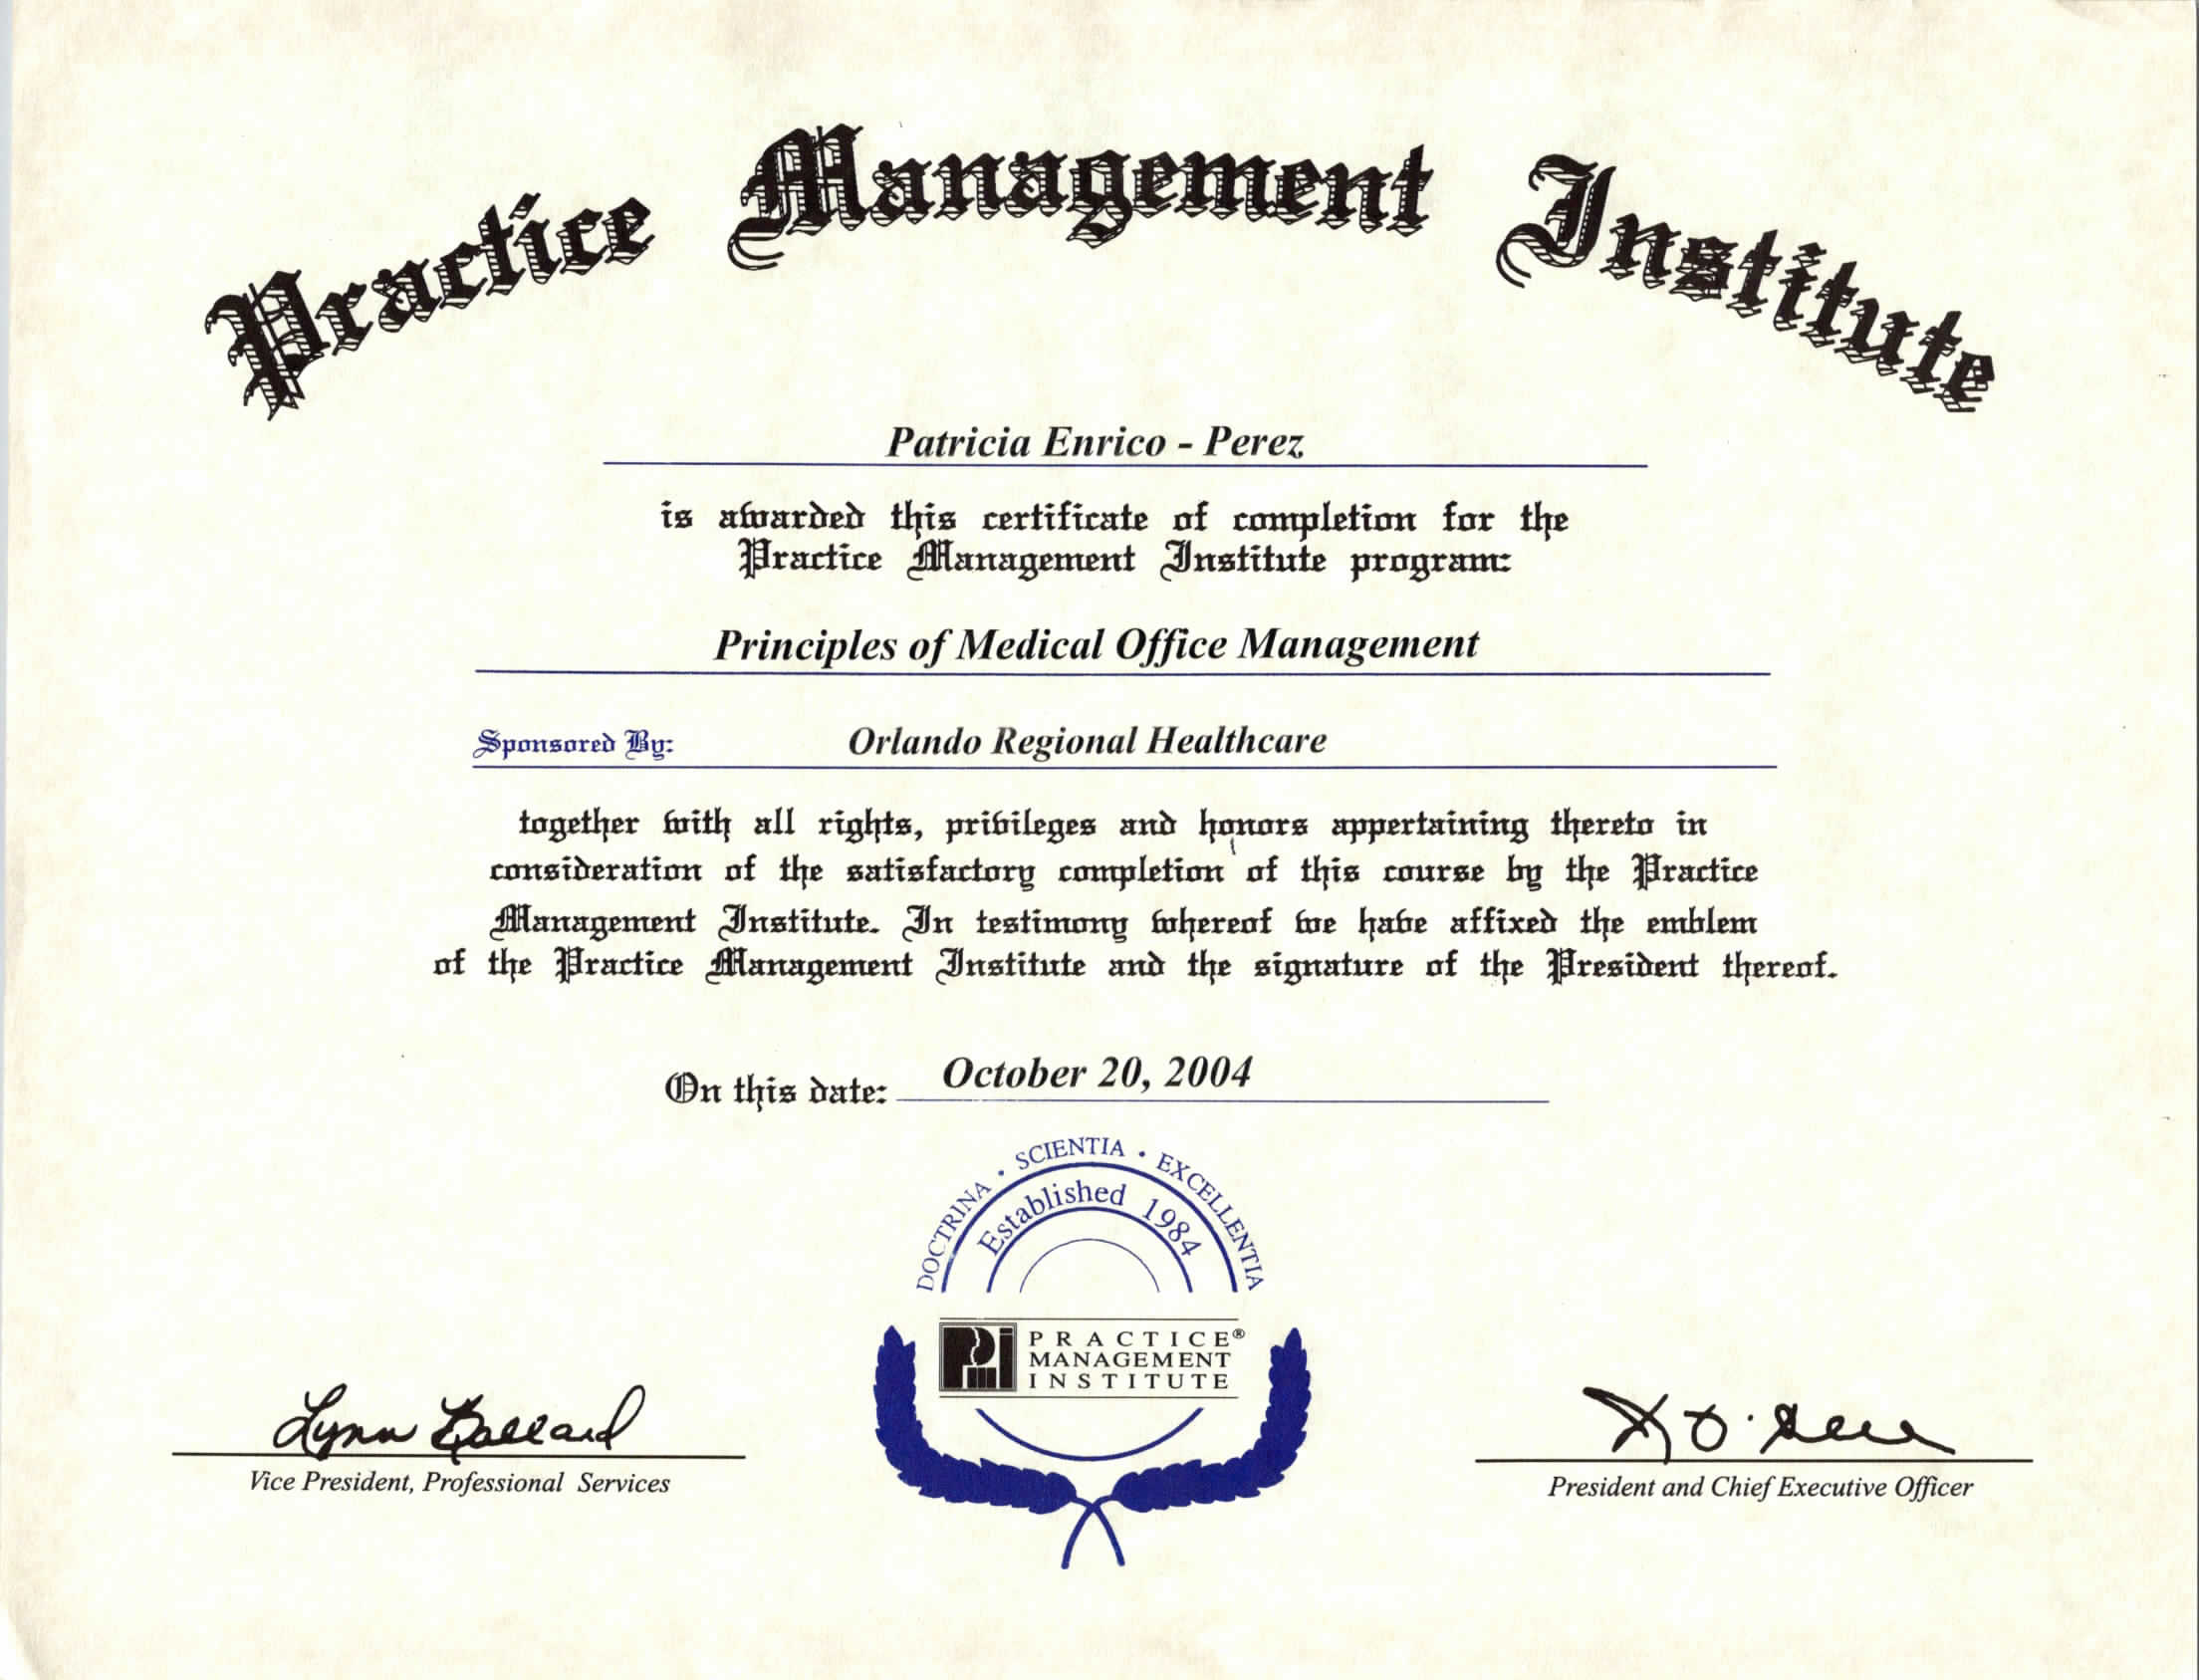 Practice Management Institute
Patricia Enrico - Perez
is awarded this certificate of completion for the
Practice Management Institute program:
Principles of Medical Office Management
Sponsored By: Orlando Regional Healthcare
together with all rights, privileges and honors appertaining thereto in
consideration of the satisfactory completion of this course by the Practice
Management Institute. In testimony whereof we have affixed the emblem
of the Practice Management Institute and the signature of the President thereof.
On this date: October 20, 2004
DOCTRINA · SCIENTIA · EXCELLENTIA
Established 1984
PRACTICE®
MANAGEMENT
INSTITUTE
Lynn Ballard
Vice President, Professional Services
President and Chief Executive Officer